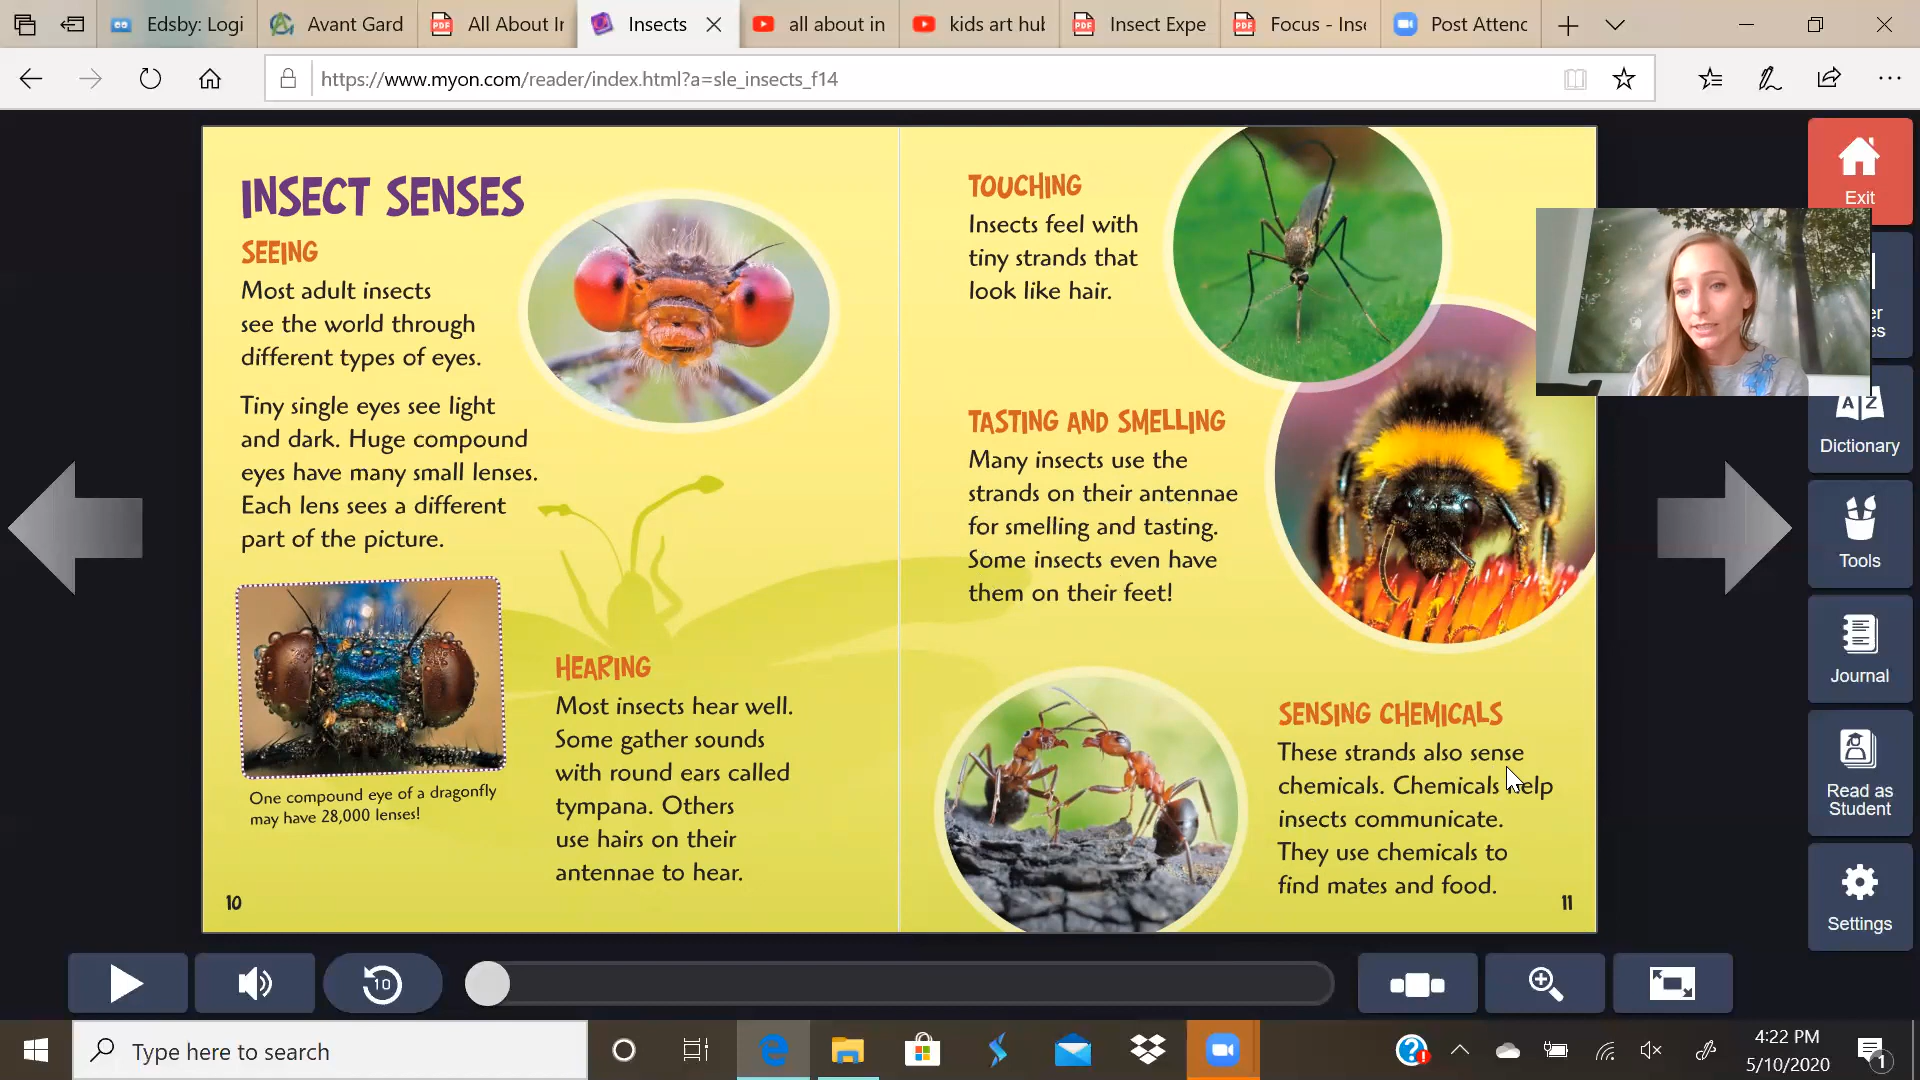 Edsby: Logi
Avant Gard
All About Ir
Insects
all about in
kids art hub
Insect Expe
Focus - Inse
Post Attenc
https://www.myon.com/reader/index.html?a=sle_insects_f14
INSECT SENSES
SEEING
Most adult insects
see the world through
different types of eyes.
Tiny single eyes see light
and dark. Huge compound
eyes have many small lenses.
Each lens sees a different
part of the picture.
One compound eye of a dragonfly
may have 28,000 lenses!
HEARING
Most insects hear well.
Some gather sounds
with round ears called
tympana. Others
use hairs on their
antennae to hear.
10
TOUCHING
Insects feel with
tiny strands that
look like hair.
TASTING AND SMELLING
Many insects use the
strands on their antennae
for smelling and tasting.
Some insects even have
them on their feet!
SENSING CHEMICALS
These strands also sense
chemicals. Chemicals help
insects communicate.
They use chemicals to
find mates and food.
11
Exit
er
es
A Z
Dictionary
Tools
Journal
Read as
Student
Settings
10
Type here to search
4:22 PM
5/10/2020
1